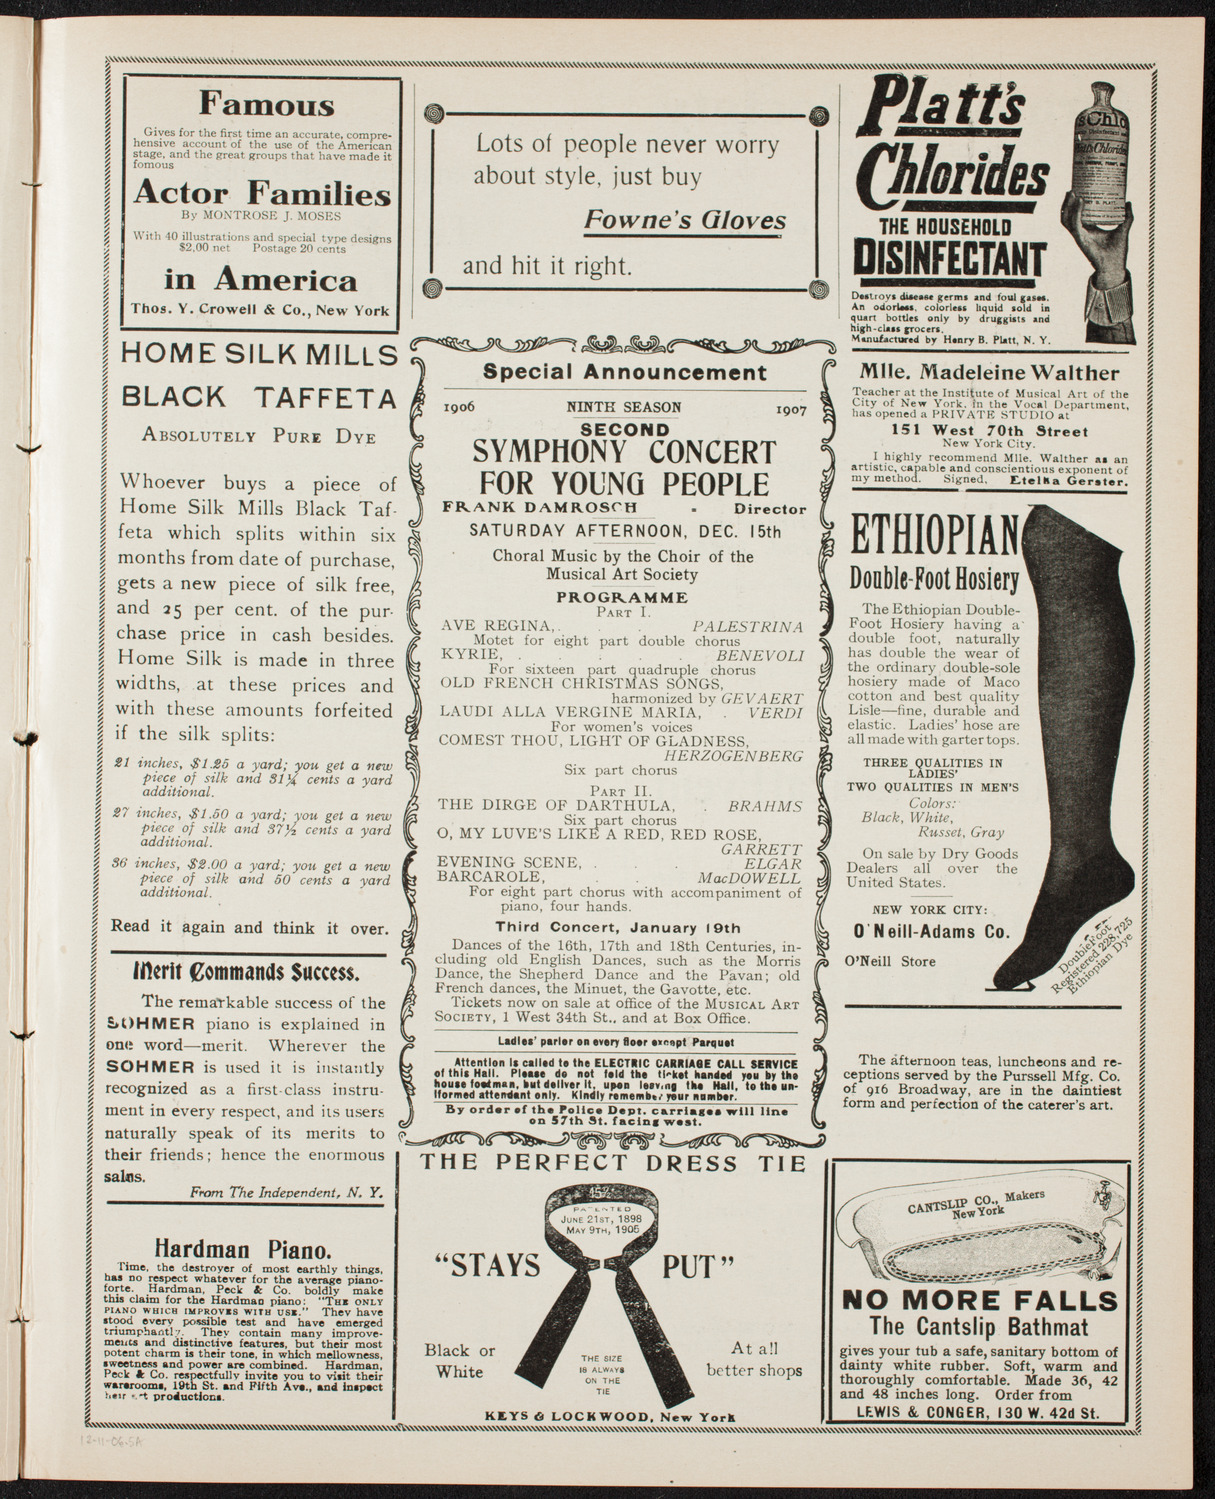 Famous
Gives for the first time an accurate, compre-
hensive account of the use of the American
stage, and the great groups that have made it
fomous
Actor Families
By MONTROSE J. MOSES
With 40 illustrations and special type designs
$2.00 net Postage 20 cents
in America
Thos. Y. Crowell & Co., New York
HOME SILK MILLS
BLACK TAFFETA
ABSOLUTELY PURE DYE
Whoever buys a piece of
Home Silk Mills Black Taf-
feta which splits within six
months from date of purchase,
gets a new piece of silk free,
and 25 per cent. of the pur-
chase price in cash besides.
Home Silk is made in three
widths, at these prices and
with these amounts forfeited
if the silk splits:
21 inches, $1.25 a yard; you get a new
piece of silk and 31¼ cents a yard
additional.
27 inches, $1.50 a yard; you get a new
piece of silk and 37½ cents a yard
additional.
36 inches, $2.00 a yard; you get a new
piece of silk and 50 cents a yard
additional.
Read it again and think it over.
Merit Commands Success.
The remarkable success of the
SOHMER piano is explained in
one word—merit. Wherever the
SOHMER is used it is instantly
recognized as a first-class instru-
ment in every respect, and its users
naturally speak of its merits to
their friends; hence the enormous
sales.
From The Independent, N. Y.
Hardman Piano.
Time, the destroyer of most earthly things,
has no respect whatever for the average piano-
forte. Hardman, Peck & Co. boldly make
this claim for the Hardman piano: "THE ONLY
PIANO WHICH IMPROVES WITH USE." They have
stood every possible test and have emerged
triumphantly. They contain many improve-
ments and distinctive features, but their most
potent charm is their tone, in which mellowness,
sweetness and power are combined. Hardman,
Peck & Co. respectfully invite you to visit their
warerooms, 19th St. and Fifth Ave., and inspect
their art productions.
Lots of people never worry
about style, just buy
Fowne's Gloves
and hit it right.
Special Announcement
1906 NINTH SEASON 1907
SECOND
SYMPHONY CONCERT
FOR YOUNG PEOPLE
FRANK DAMROSCH - Director
SATURDAY AFTERNOON, DEC. 15th
Choral Music by the Choir of the
Musical Art Society
PROGRAMME
PART I.
AVE REGINA, . . . PALESTRINA
Motet for eight part double chorus
KYRIE, . . . . . BENEVOLI
For sixteen part quadruple chorus
OLD FRENCH CHRISTMAS SONGS,
harmonized by GEVAERT
LAUDI ALLA VERGINE MARIA, . VERDI
For women's voices
COMEST THOU, LIGHT OF GLADNESS,
HERZOGENBERG
Six part chorus
PART II.
THE DIRGE OF DARTHULA, . BRAHMS
Six part chorus
O, MY LUVE'S LIKE A RED, RED ROSE,
GARRETT
EVENING SCENE, . . . ELGAR
BARCAROLE, . . MacDOWELL
For eight part chorus with accompaniment of
piano, four hands.
Third Concert, January 19th
Dances of the 16th, 17th and 18th Centuries, in-
cluding old English Dances, such as the Morris
Dance, the Shepherd Dance and the Pavan; old
French dances, the Minuet, the Gavotte, etc.
Tickets now on sale at office of the MUSICAL ART
SOCIETY, 1 West 34th St., and at Box Office.
Ladies' parlor on every floor except Parquet
Attention is called to the ELECTRIC CARRIAGE CALL SERVICE
of this Hall. Please do not fold the ticket handed you by the
house footman, but deliver it, upon leaving the Hall, to the un-
iformed attendant only. Kindly remember your number.
By order of the Police Dept. carriages will line
on 57th St. facing west.
THE PERFECT DRESS TIE
15½
PATENTED
JUNE 21ST, 1898
MAY 9TH, 1905
"STAYS PUT"
Black or
White
THE SIZE
IS ALWAYS
ON THE
TIE
At all
better shops
KEYS & LOCKWOOD, New York
Platt's
Chlorides
THE HOUSEHOLD
DISINFECTANT
Destroys disease germs and foul gases.
An odorless, colorless liquid sold in
quart bottles only by druggists and
high-class grocers.
Manufactured by Henry B. Platt, N. Y.
Mlle. Madeleine Walther
Teacher at the Institute of Musical Art of the
City of New York, in the Vocal Department,
has opened a PRIVATE STUDIO at
151 West 70th Street
New York City.
I highly recommend Mlle. Walther as an
artistic, capable and conscientious exponent of
my method. Signed, Etelka Gerster.
ETHIOPIAN
Double-Foot Hosiery
The Ethiopian Double-
Foot Hosiery having a
double foot, naturally
has double the wear of
the ordinary double-sole
hosiery made of Maco
cotton and best quality
Lisle—fine, durable and
elastic. Ladies' hose are
all made with garter tops.
THREE QUALITIES IN
LADIES'
TWO QUALITIES IN MEN'S
Colors:
Black, White,
Russet, Gray
On sale by Dry Goods
Dealers all over the
United States.
NEW YORK CITY:
O'Neill-Adams Co.
O'Neill Store
DoubleFoot
Registered 228,725
Ethiopian Dye
The afternoon teas, luncheons and re-
ceptions served by the Purssell Mfg. Co.
of 916 Broadway, are in the daintiest
form and perfection of the caterer's art.
CANTSLIP CO., Makers
New York
NO MORE FALLS
The Cantslip Bathmat
gives your tub a safe, sanitary bottom of
dainty white rubber. Soft, warm and
thoroughly comfortable. Made 36, 42
and 48 inches long. Order from
LEWIS & CONGER, 130 W. 42d St.
12-11-06.5A